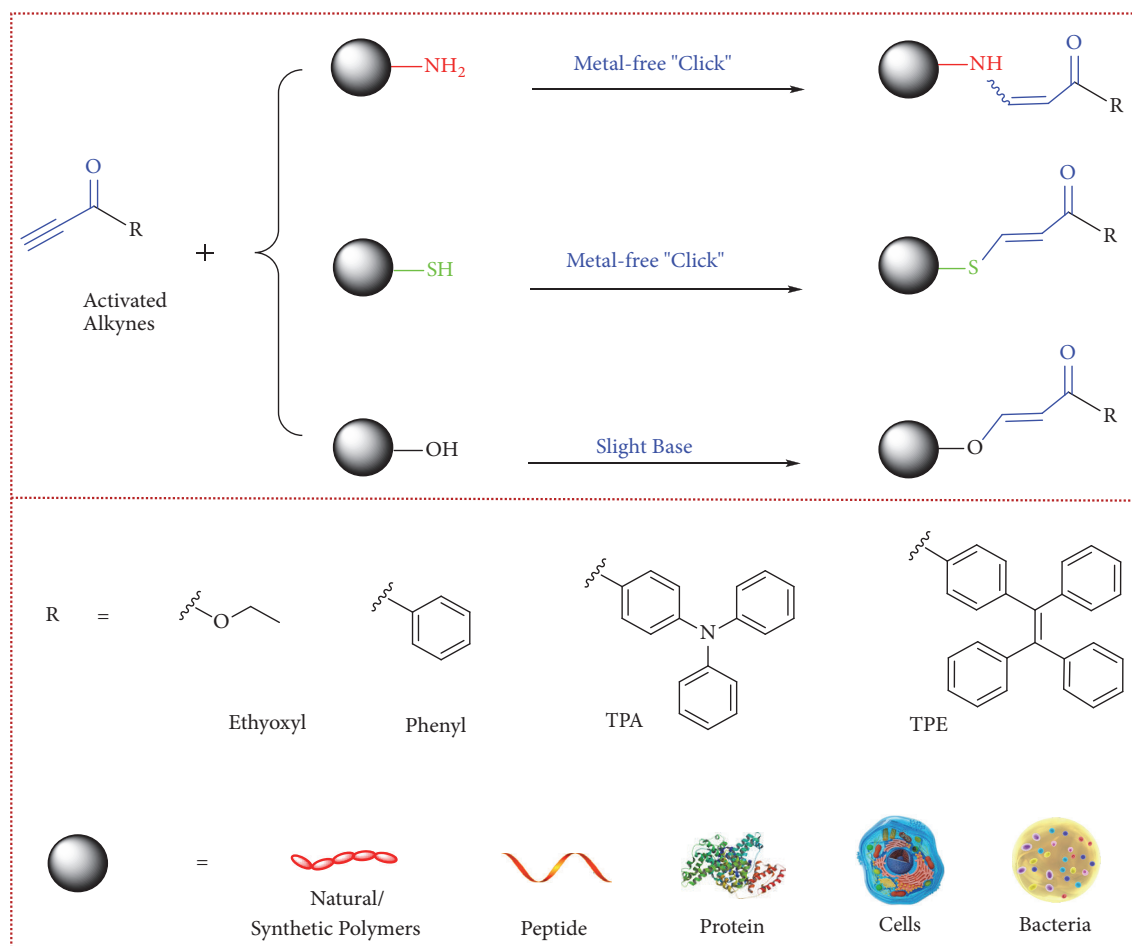 NH2
Metal-free "Click"
NH
O
R
O
R
+
Activated
Alkynes
SH
Metal-free "Click"
S
O
R
OH
Slight Base
O
O
R
R =
O
Ethyoxyl
Phenyl
N
TPA
TPE
=
Natural/
Synthetic Polymers
Peptide
Protein
Cells
Bacteria